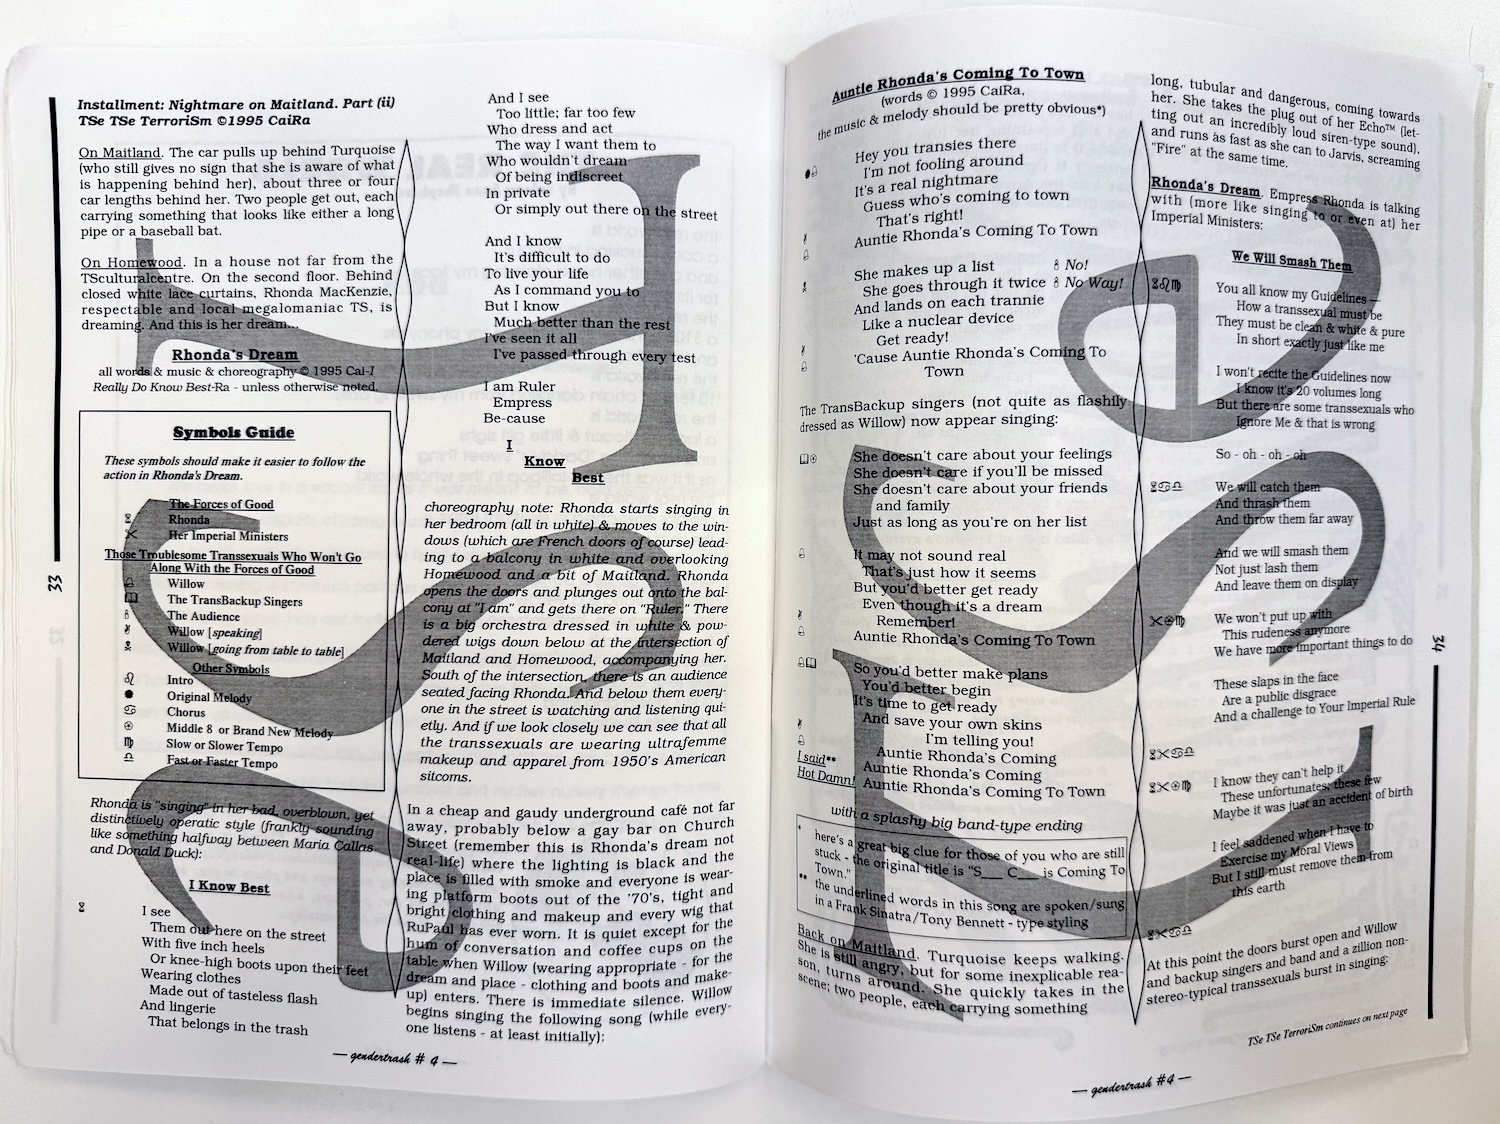 Installment: Nightmare on Maitland. Part (ii)
TSe TSe TerroriSm ©1995 CaiRa
On Maitland. The car pulls up behind Turquoise
(who still gives no sign that she is aware of what
is happening behind her), about three or four
car lengths behind her. Two people get out, each
carrying something that looks like either a long
pipe or a baseball bat.
On Homewood. In a house not far from the
TSculturalcentre. On the second floor. Behind
closed white lace curtains, Rhonda MacKenzie,
respectable and local megalomaniac TS, is
dreaming. And this is her dream...
Rhonda's Dream
all words & music & choreography © 1995 Cai-I
Really Do Know Best-Ra - unless otherwise noted.
Symbols Guide
These symbols should make it easier to follow the
action in Rhonda's Dream.
The Forces of Good
Rhonda
Her Imperial Ministers
Those Troublesome Transsexuals Who Won't Go
Along With the Forces of Good
Willow
The TransBackup Singers
The Audience
Willow [speaking]
Willow [going from table to table]
Other Symbols
♌ Intro
Original Melody
♋ Chorus
Middle 8 or Brand New Melody
♍ Slow or Slower Tempo
♎ Fast or Faster Tempo
Rhonda is "singing" in her bad, overblown, yet
distinctively operatic style (frankly sounding
like something halfway between Maria Callas
and Donald Duck):
I Know Best
I see
Them out here on the street
With five inch heels
Or knee-high boots upon their feet
Wearing clothes
Made out of tasteless flash
And lingerie
That belongs in the trash
And I see
Too little; far too few
Who dress and act
The way I want them to
Who wouldn't dream
Of being indiscreet
In private
Or simply out there on the street
And I know
It's difficult to do
To live your life
As I command you to
But I know
Much better than the rest
I've seen it all
I've passed through every test
I am Ruler
Empress
Be-cause
I
Know
Best
choreography note: Rhonda starts singing in
her bedroom (all in white) & moves to the win-
dows (which are French doors of course) lead-
ing to a balcony in white and overlooking
Homewood and a bit of Maitland. Rhonda
opens the doors and plunges out onto the bal-
cony at "I am" and gets there on "Ruler." There
is a big orchestra dressed in white & pow-
dered wigs down below at the intersection of
Maitland and Homewood, accompanying her.
South of the intersection, there is an audience
seated facing Rhonda. And below them every-
one in the street is watching and listening qui-
etly. And if we look closely we can see that all
the transsexuals are wearing ultrafemme
makeup and apparel from 1950's American
sitcoms.
In a cheap and gaudy underground café not far
away, probably below a gay bar on Church
Street (remember this is Rhonda's dream not
real-life) where the lighting is black and the
place is filled with smoke and everyone is wear-
ing platform boots out of the '70's, tight and
bright clothing and makeup and every wig that
RuPaul has ever worn. It is quiet except for the
hum of conversation and coffee cups on the
table when Willow (wearing appropriate - for the
dream and place - clothing and boots and make-
up) enters. There is immediate silence. Willow
begins singing the following song (while every-
one listens - at least initially):
33
— gendertrash # 4 —
Auntie Rhonda's Coming To Town
(words © 1995 CaiRa,
the music & melody should be pretty obvious*)
Hey you transies there
I'm not fooling around
It's a real nightmare
Guess who's coming to town
That's right!
Auntie Rhonda's Coming To Town
She makes up a list
No!
She goes through it twice
No Way!
And lands on each trannie
Like a nuclear device
Get ready!
'Cause Auntie Rhonda's Coming To
Town
The TransBackup singers (not quite as flashily
dressed as Willow) now appear singing:
She doesn't care about your feelings
She doesn't care if you'll be missed
She doesn't care about your friends
and family
Just as long as you're on her list
It may not sound real
That's just how it seems
But you'd better get ready
Even though it's a dream
Remember!
Auntie Rhonda's Coming To Town
So you'd better make plans
You'd better begin
It's time to get ready
And save your own skins
I'm telling you!
Auntie Rhonda's Coming
I said**
Auntie Rhonda's Coming
Hot Damn!
Auntie Rhonda's Coming To Town
with a splashy big band-type ending
* here's a great big clue for those of you who are still
stuck - the original title is "S___ C___ is Coming To
Town."
** the underlined words in this song are spoken/sung
in a Frank Sinatra/Tony Bennett - type styling
Back on Maitland. Turquoise keeps walking.
She is still angry, but for some inexplicable rea-
son, turns around. She quickly takes in the
scene; two people, each carrying something
long, tubular and dangerous, coming towards
her. She takes the plug out of her Echo™ (let-
ting out an incredibly loud siren-type sound),
and runs as fast as she can to Jarvis, screaming
"Fire" at the same time.
Rhonda's Dream. Empress Rhonda is talking
with (more like singing to or even at) her
Imperial Ministers:
We Will Smash Them
You all know my Guidelines —
How a transsexual must be
They must be clean & white & pure
In short exactly just like me
I won't recite the Guidelines now
I know it's 20 volumes long
But there are some transsexuals who
Ignore Me & that is wrong
So - oh - oh - oh
We will catch them
And thrash them
And throw them far away
And we will smash them
Not just lash them
And leave them on display
We won't put up with
This rudeness anymore
We have more important things to do
These slaps in the face
Are a public disgrace
And a challenge to Your Imperial Rule
I know they can't help it
These unfortunates; these few
Maybe it was just an accident of birth
I feel saddened when I have to
Exercise my Moral Views
But I still must remove them from
this earth
At this point the doors burst open and Willow
and backup singers and band and a zillion non-
stereo-typical transsexuals burst in singing:
TSe TSe TerroriSm continues on next page
34
— gendertrash #4 —